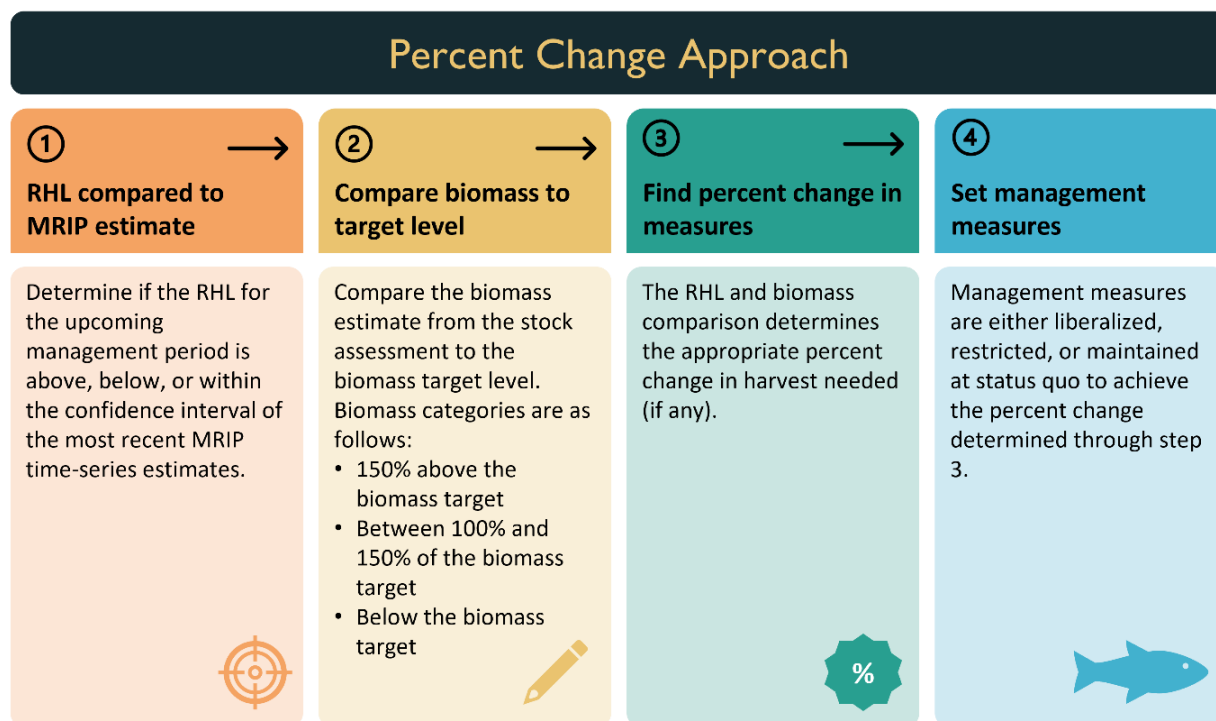 Percent Change Approach
1
RHL compared to
MRIP estimate
Determine if the RHL for
the upcoming
management period is
above, below, or within
the confidence interval of
the most recent MRIP
time-series estimates.
2
Compare biomass to
target level
Compare the biomass
estimate from the stock
assessment to the
biomass target level.
Biomass categories are as
follows:
• 150% above the
biomass target
• Between 100% and
150% of the biomass
target
• Below the biomass
target
3
Find percent change in
measures
The RHL and biomass
comparison determines
the appropriate percent
change in harvest needed
(if any).
%
4
Set management
measures
Management measures
are either liberalized,
restricted, or maintained
at status quo to achieve
the percent change
determined through step
3.